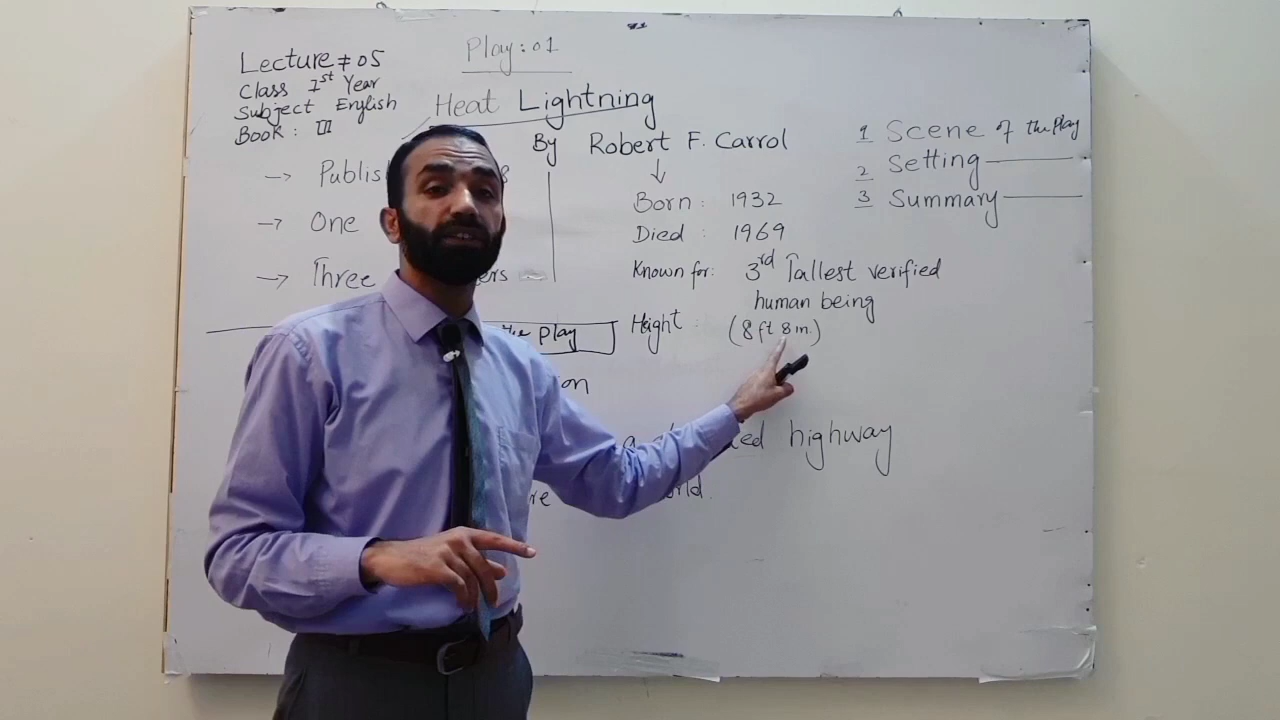 Play: 01
Lecture # 05
Class 1st Year
Subject English
Book: III
Heat Lightning
By Robert F. Carrol
→ Publis
→ One
→ Three
↓
Born: 1932
Died: 1969
Known for: 3rd Tallest verified
human being
Height: (8 ft 8 in.)
1 Scene of the Play
2 Setting
3 Summary
the Play
highway